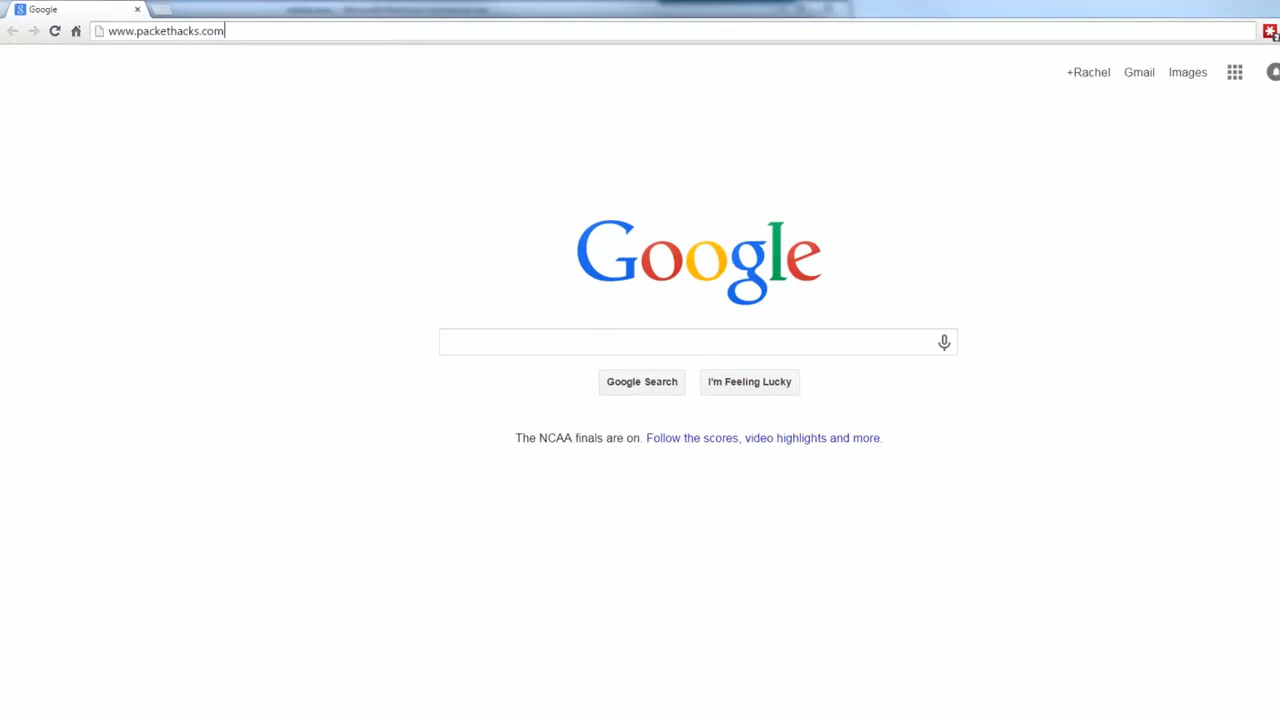 Google
www.packethacks.com
+Rachel Gmail Images
Google
Google Search I'm Feeling Lucky
The NCAA finals are on. Follow the scores, video highlights and more.